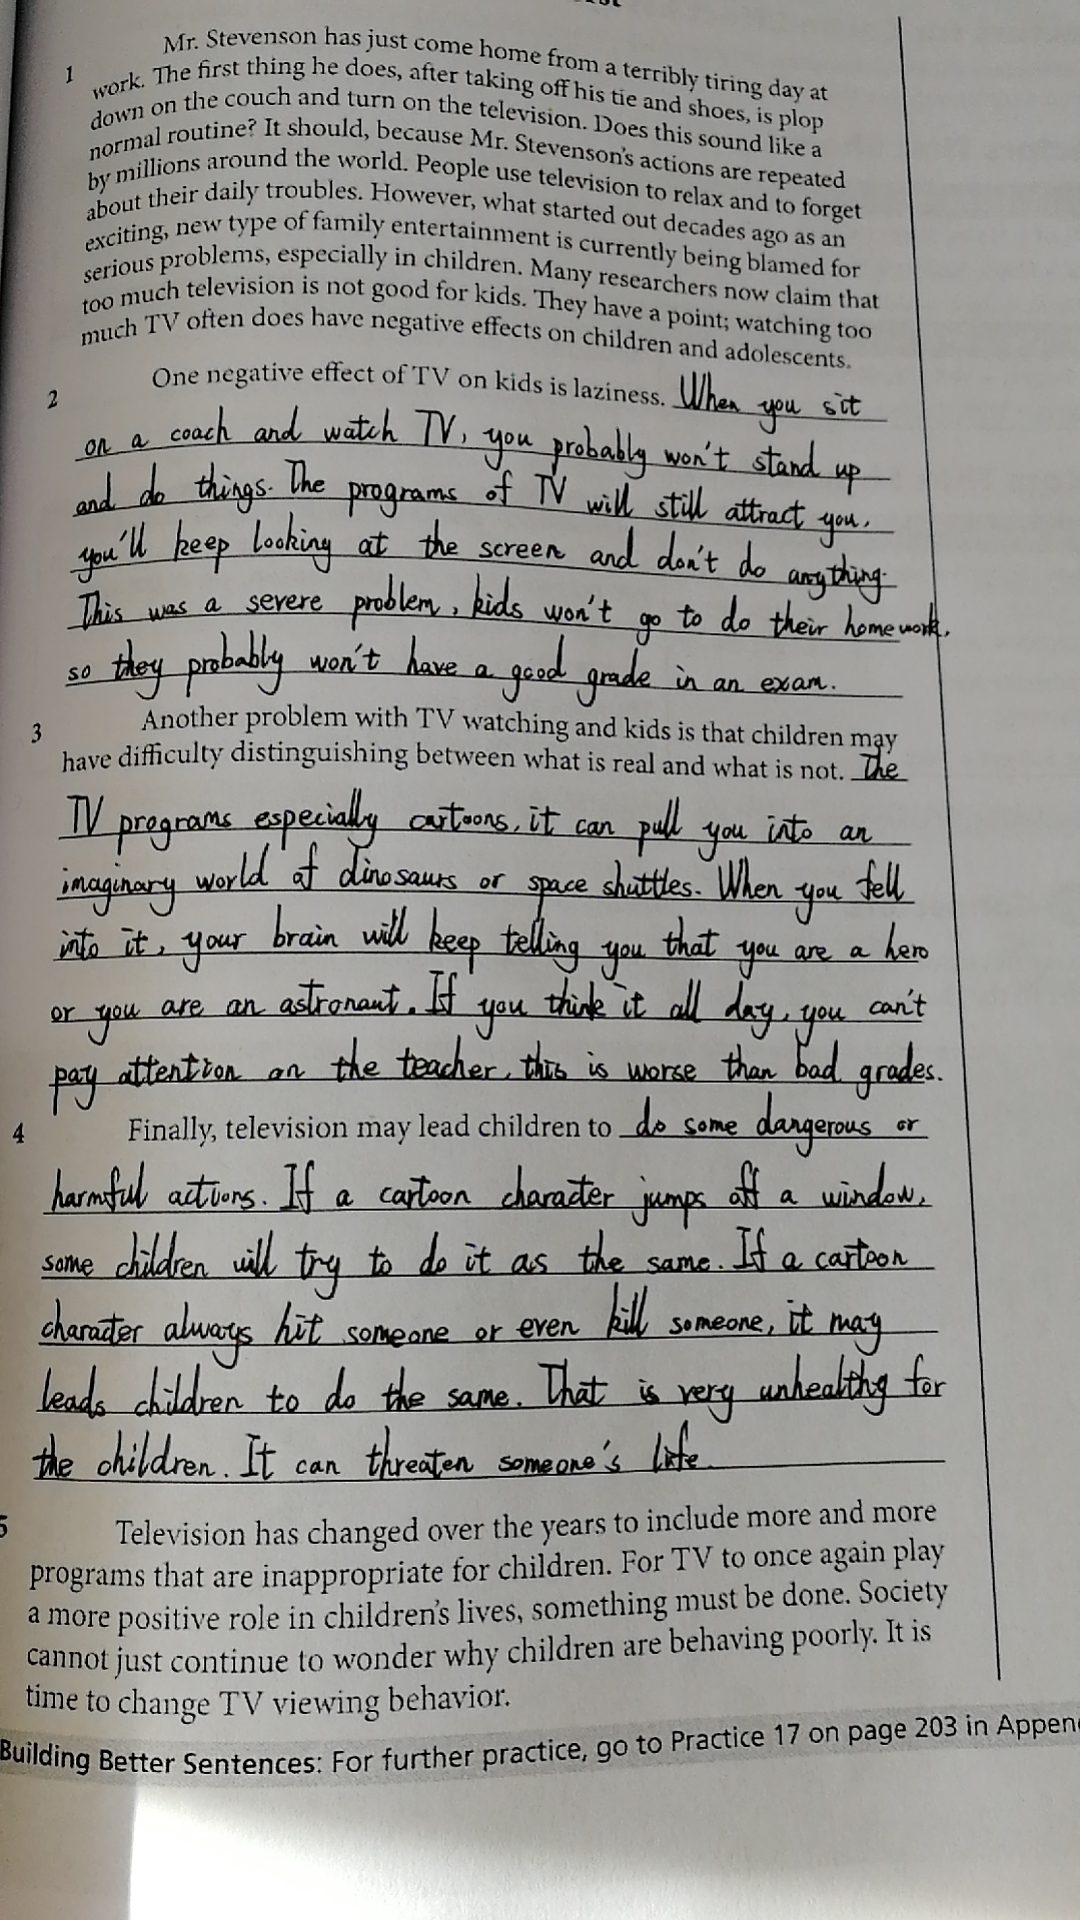 1 Mr. Stevenson has just come home from a terribly tiring day at
work. The first thing he does, after taking off his tie and shoes, is plop
down on the couch and turn on the television. Does this sound like a
normal routine? It should, because Mr. Stevenson's actions are repeated
by millions around the world. People use television to relax and to forget
about their daily troubles. However, what started out decades ago as an
exciting, new type of family entertainment is currently being blamed for
serious problems, especially in children. Many researchers now claim that
too much television is not good for kids. They have a point; watching too
much TV often does have negative effects on children and adolescents.
2 One negative effect of TV on kids is laziness. When you sit
on a coach and watch TV, you probably won't stand up
and do things. The programs of TV will still attract you,
you'll keep looking at the screen and don't do anything.
This was a severe problem, kids won't go to do their homework,
so they probably won't have a good grade in an exam.
3 Another problem with TV watching and kids is that children may
have difficulty distinguishing between what is real and what is not. The
TV programs especially cartoons, it can pull you into an
imaginary world of dinosaurs or space shuttles. When you fell
into it, your brain will keep telling you that you are a hero
or you are an astronaut. If you think it all day, you can't
pay attention on the teacher, this is worse than bad grades.
4 Finally, television may lead children to do some dangerous or
harmful actions. If a cartoon character jumps off a window,
some children will try to do it as the same. If a cartoon
character always hit someone or even kill someone, it may
leads children to do the same. That is very unhealthy for
the children. It can threaten someone's life.
5 Television has changed over the years to include more and more
programs that are inappropriate for children. For TV to once again play
a more positive role in children's lives, something must be done. Society
cannot just continue to wonder why children are behaving poorly. It is
time to change TV viewing behavior.
Building Better Sentences: For further practice, go to Practice 17 on page 203 in